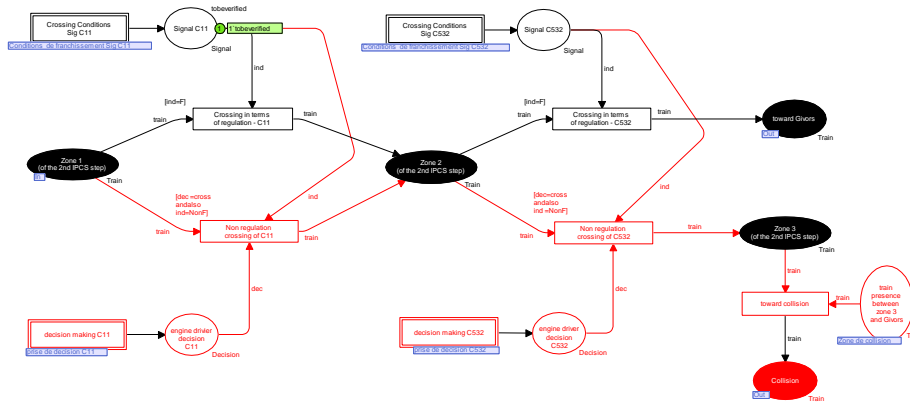 tobeverified
Crossing Conditions
Sig C11
Conditions de franchissement Sig C11
Signal C11
1
1`tobeverified
Signal
Crossing Conditions
Sig C532
Conditions de franchissement Sig C532
Signal C532
Signal
ind
ind
[ind=F]
train
Crossing in terms
of regulation - C11
train
[ind=F]
train
Crossing in terms
of regulation - C532
train
toward Givors
Out
Train
Zone 1
(of the 2nd IPCS step)
In
Train
Zone 2
(of the 2nd IPCS step)
Train
[dec=cross
andalso
ind=NonF]
ind
train
Non regulation
crossing of C11
train
[dec=cross
andalso
ind =NonF]
ind
train
Non regulation
crossing of C532
train
Zone 3
(of the 2nd IPCS step)
Train
train
dec
dec
toward collision
train
train
presence
between
zone 3
and Givors
Zone de collision
decision making C11
prise de decision C11
engine driver
decision
C11
Decision
decision making C532
prise de decision C532
engine driver
decision
C532
Decision
train
Collision
Out
Train